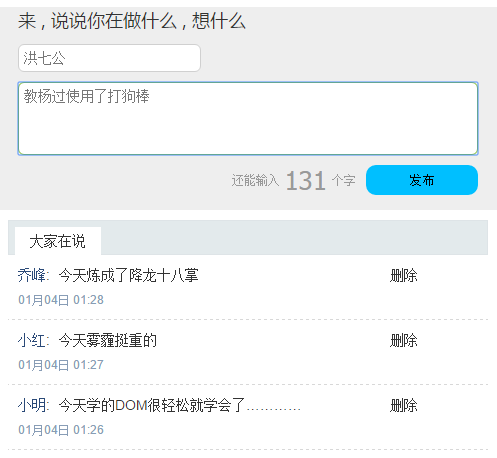 来，说说你在做什么，想什么
洪七公
教杨过使用了打狗棒
还能输入 131 个字 发布
大家在说
乔峰: 今天炼成了降龙十八掌 删除
01月04日 01:28
小红: 今天雾霾挺重的 删除
01月04日 01:27
小明: 今天学的DOM很轻松就学会了………… 删除
01月04日 01:26